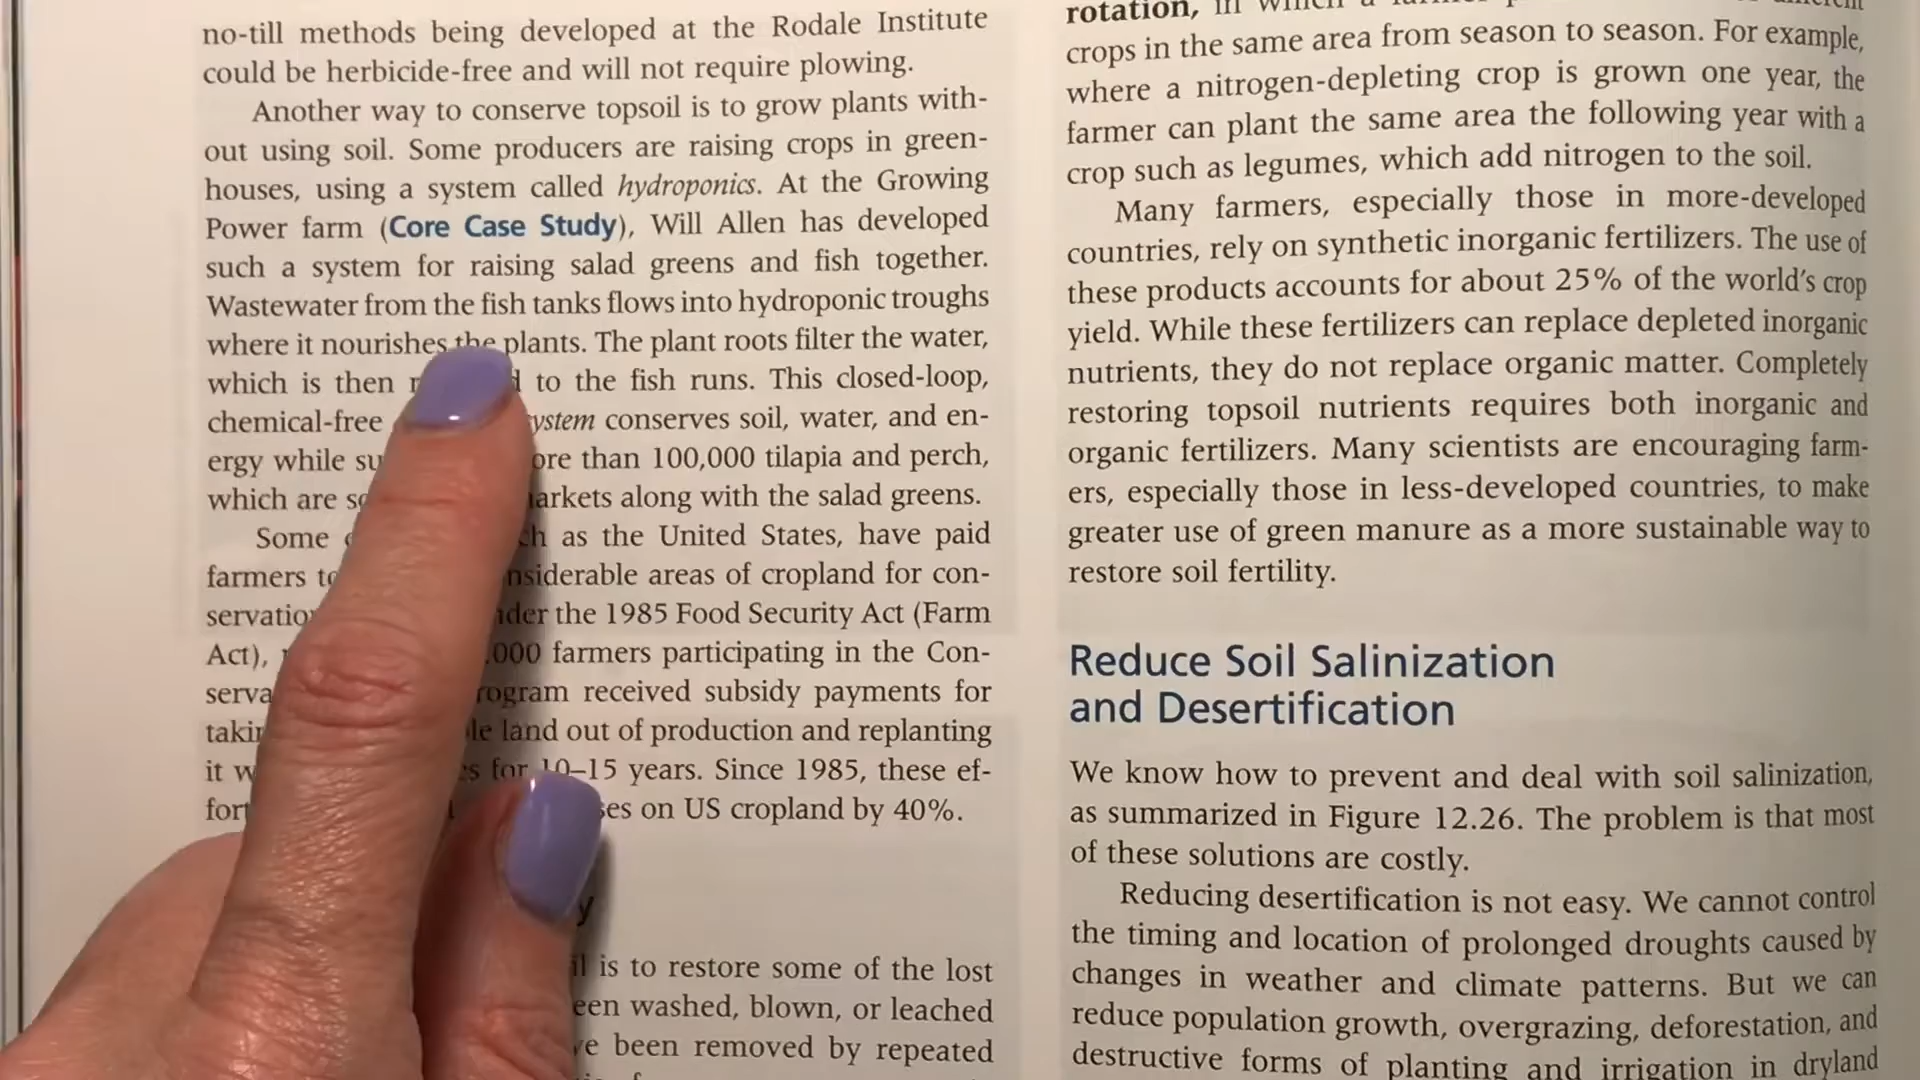 no-till methods being developed at the Rodale Institute
could be herbicide-free and will not require plowing.
Another way to conserve topsoil is to grow plants with-
out using soil. Some producers are raising crops in green-
houses, using a system called hydroponics. At the Growing
Power farm (Core Case Study), Will Allen has developed
such a system for raising salad greens and fish together.
Wastewater from the fish tanks flows into hydroponic troughs
where it nourishes the plants. The plant roots filter the water,
which is then to the fish runs. This closed-loop,
chemical-free conserves soil, water, and en-
ergy while than 100,000 tilapia and perch,
which are along with the salad greens.
Some as the United States, have paid
farmers areas of cropland for con-
the 1985 Food Security Act (Farm
Act), farmers participating in the Con-
received subsidy payments for
land out of production and replanting
it for 10–15 years. Since 1985, these ef-
on US cropland by 40%.
is to restore some of the lost
washed, blown, or leached
been removed by repeated
rotation, in which a
crops in the same area from season to season. For example,
where a nitrogen-depleting crop is grown one year, the
farmer can plant the same area the following year with a
crop such as legumes, which add nitrogen to the soil.
Many farmers, especially those in more-developed
countries, rely on synthetic inorganic fertilizers. The use of
these products accounts for about 25% of the world's crop
yield. While these fertilizers can replace depleted inorganic
nutrients, they do not replace organic matter. Completely
restoring topsoil nutrients requires both inorganic and
organic fertilizers. Many scientists are encouraging farm-
ers, especially those in less-developed countries, to make
greater use of green manure as a more sustainable way to
restore soil fertility.
Reduce Soil Salinization
and Desertification
We know how to prevent and deal with soil salinization,
as summarized in Figure 12.26. The problem is that most
of these solutions are costly.
Reducing desertification is not easy. We cannot control
the timing and location of prolonged droughts caused by
changes in weather and climate patterns. But we can
reduce population growth, overgrazing, deforestation, and
destructive forms of planting and irrigation in dryland